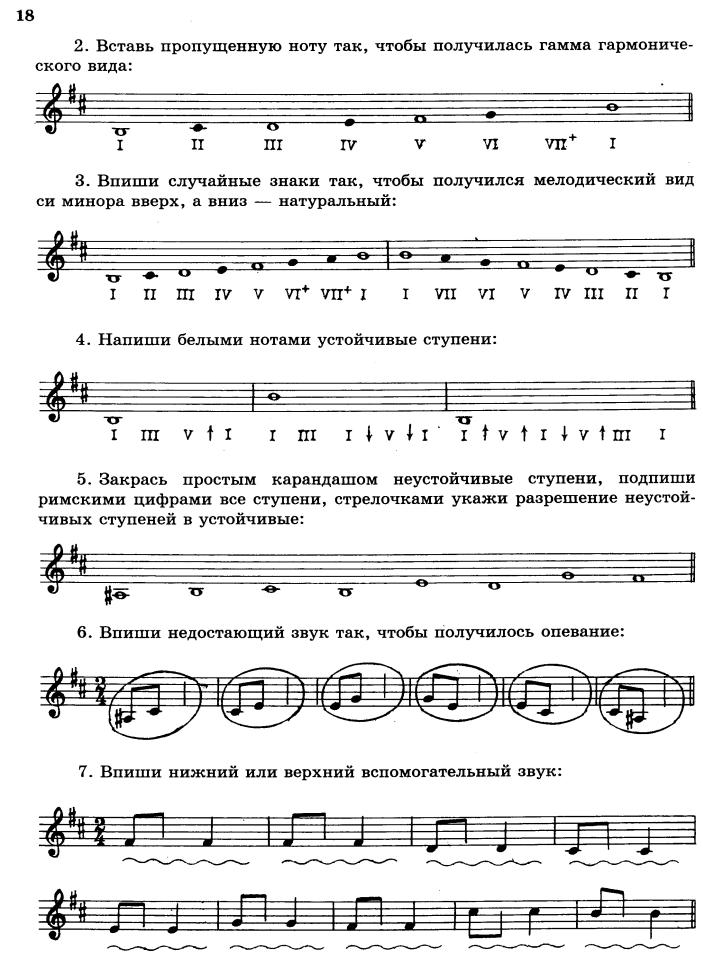 18
2. Вставь пропущенную ноту так, чтобы получилась гамма гармониче-
ского вида:
I II III IV V VI VII+ I
3. Впиши случайные знаки так, чтобы получился мелодический вид
си минора вверх, а вниз — натуральный:
I II III IV V VI+ VII+ I I VII VI V IV III II I
4. Напиши белыми нотами устойчивые ступени:
I III V ↑ I I III I ↓ V ↓ I I ↑ V ↑ I ↓ V ↑ III I
5. Закрась простым карандашом неустойчивые ступени, подпиши
римскими цифрами все ступени, стрелочками укажи разрешение неустой-
чивых ступеней в устойчивые:
6. Впиши недостающий звук так, чтобы получилось опевание:
2/4
7. Впиши нижний или верхний вспомогательный звук:
2/4